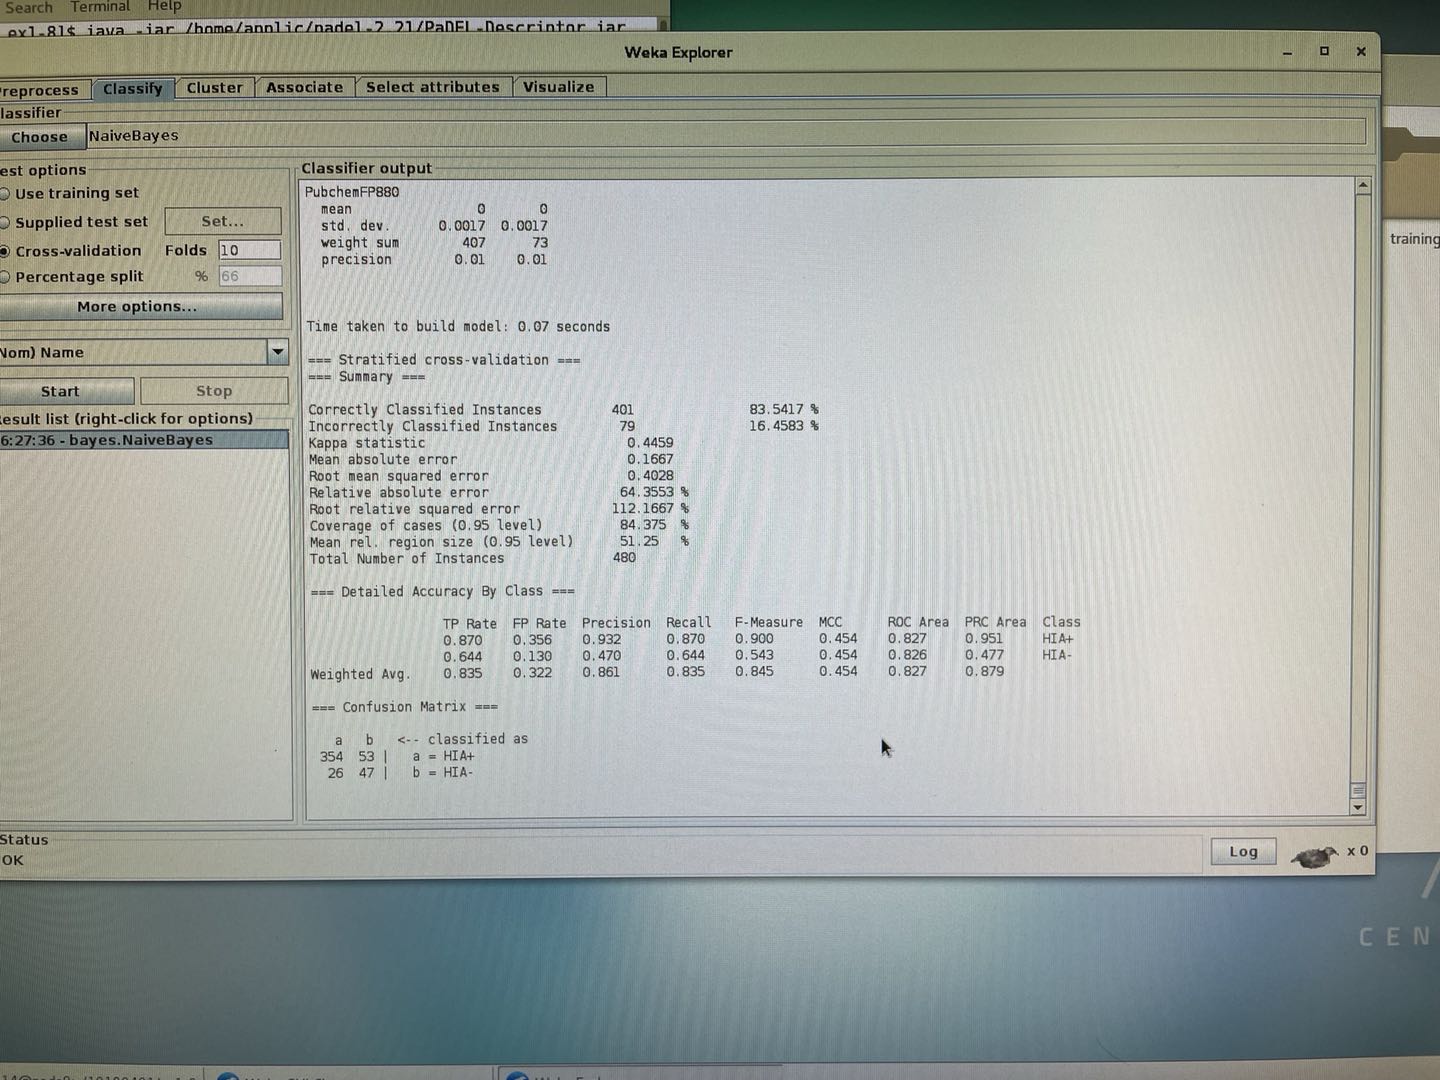 Search Terminal Help
ex1-8]$ java -jar /home/applic/padel-2.21/PaDEL-Descriptor.jar
Weka Explorer
reprocess Classify Cluster Associate Select attributes Visualize
lassifier
Choose NaiveBayes
est options
Use training set
Supplied test set Set...
Cross-validation Folds 10
Percentage split % 66
More options...
Nom) Name
Start Stop
esult list (right-click for options)
6:27:36 - bayes.NaiveBayes
Classifier output
PubchemFP880
mean 0 0
std. dev. 0.0017 0.0017
weight sum 407 73
precision 0.01 0.01
Time taken to build model: 0.07 seconds
=== Stratified cross-validation ===
=== Summary ===
Correctly Classified Instances 401 83.5417 %
Incorrectly Classified Instances 79 16.4583 %
Kappa statistic 0.4459
Mean absolute error 0.1667
Root mean squared error 0.4028
Relative absolute error 64.3553 %
Root relative squared error 112.1667 %
Coverage of cases (0.95 level) 84.375 %
Mean rel. region size (0.95 level) 51.25 %
Total Number of Instances 480
=== Detailed Accuracy By Class ===
TP Rate FP Rate Precision Recall F-Measure MCC ROC Area PRC Area Class
0.870 0.356 0.932 0.870 0.900 0.454 0.827 0.951 HIA+
0.644 0.130 0.470 0.644 0.543 0.454 0.826 0.477 HIA-
Weighted Avg. 0.835 0.322 0.861 0.835 0.845 0.454 0.827 0.879
=== Confusion Matrix ===
a b <-- classified as
354 53 | a = HIA+
26 47 | b = HIA-
Status
OK
Log x 0
training
CEN